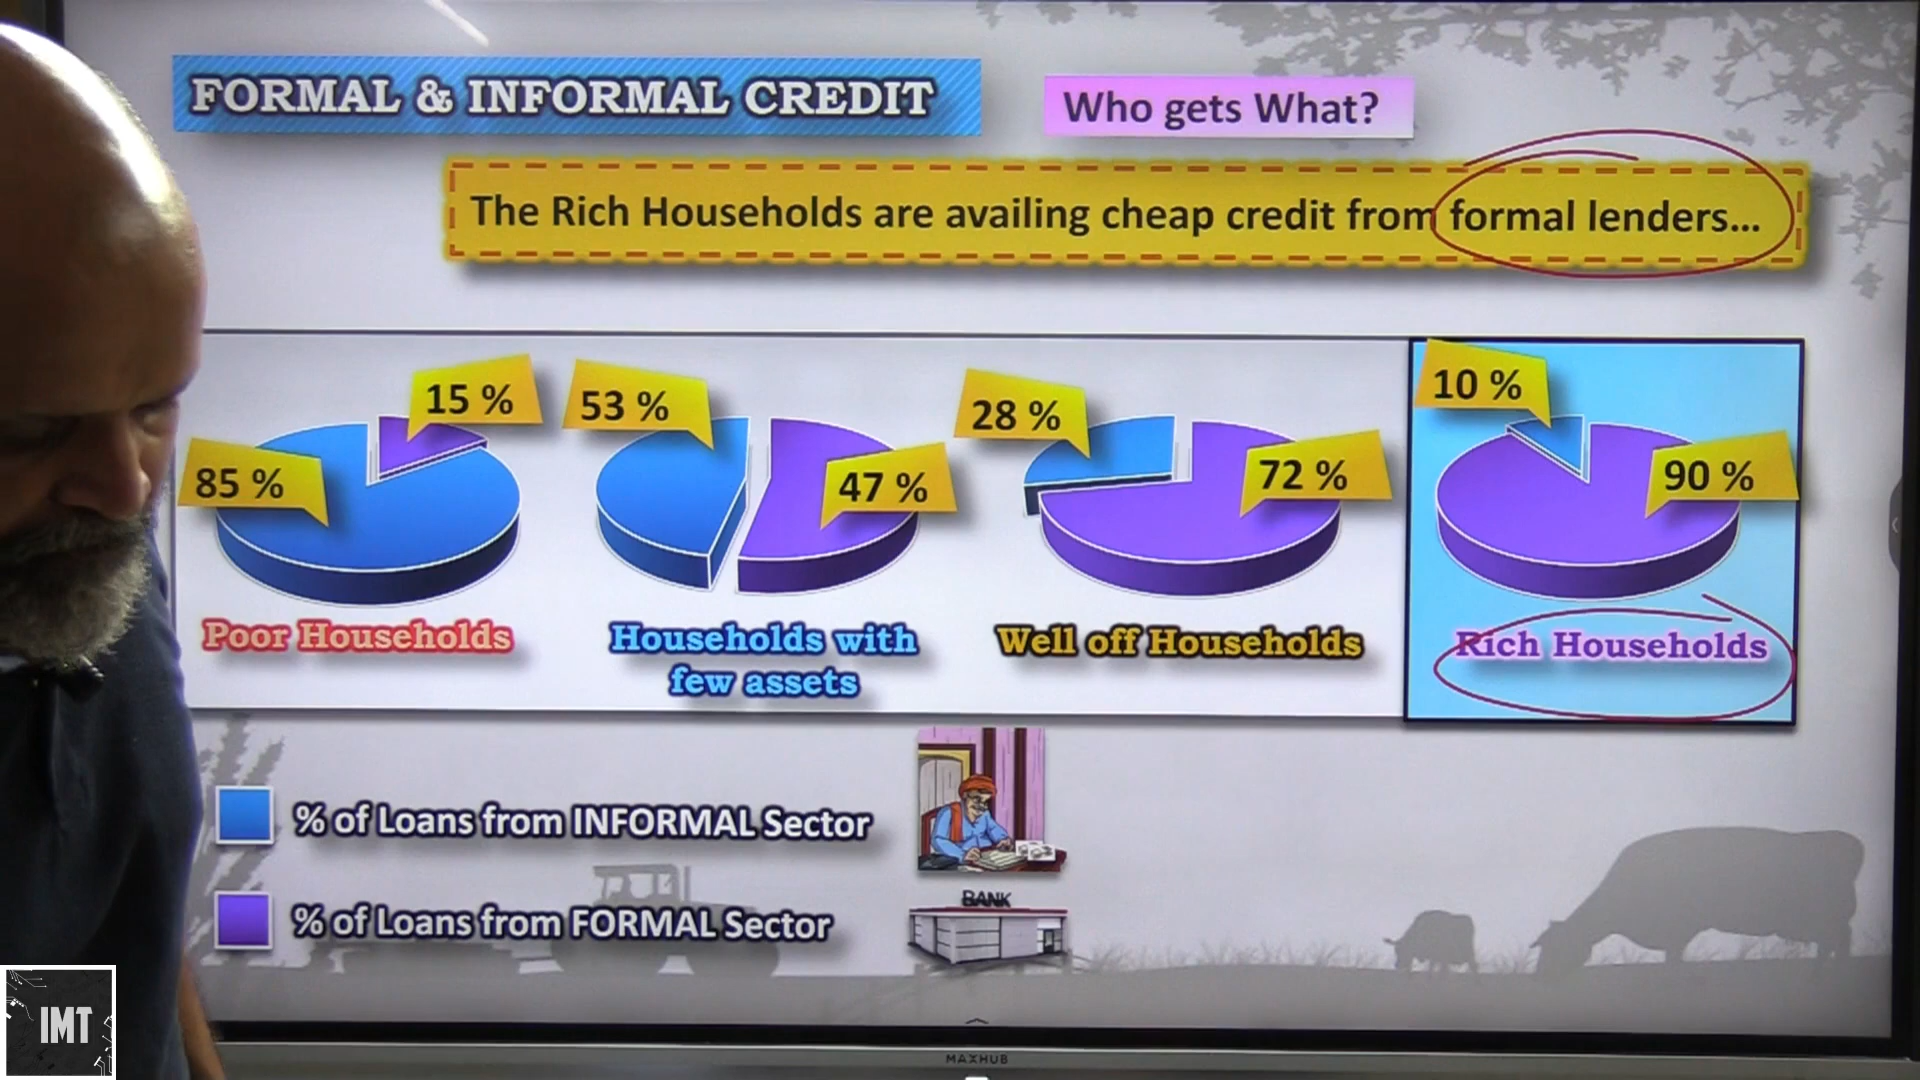 FORMAL & INFORMAL CREDIT
Who gets What?
The Rich Households are availing cheap credit from formal lenders...
15 %
85 %
Poor Households
53 %
47 %
Households with
few assets
28 %
72 %
Well off Households
10 %
90 %
Rich Households
% of Loans from INFORMAL Sector
BANK
% of Loans from FORMAL Sector
IMT
MAXHUB